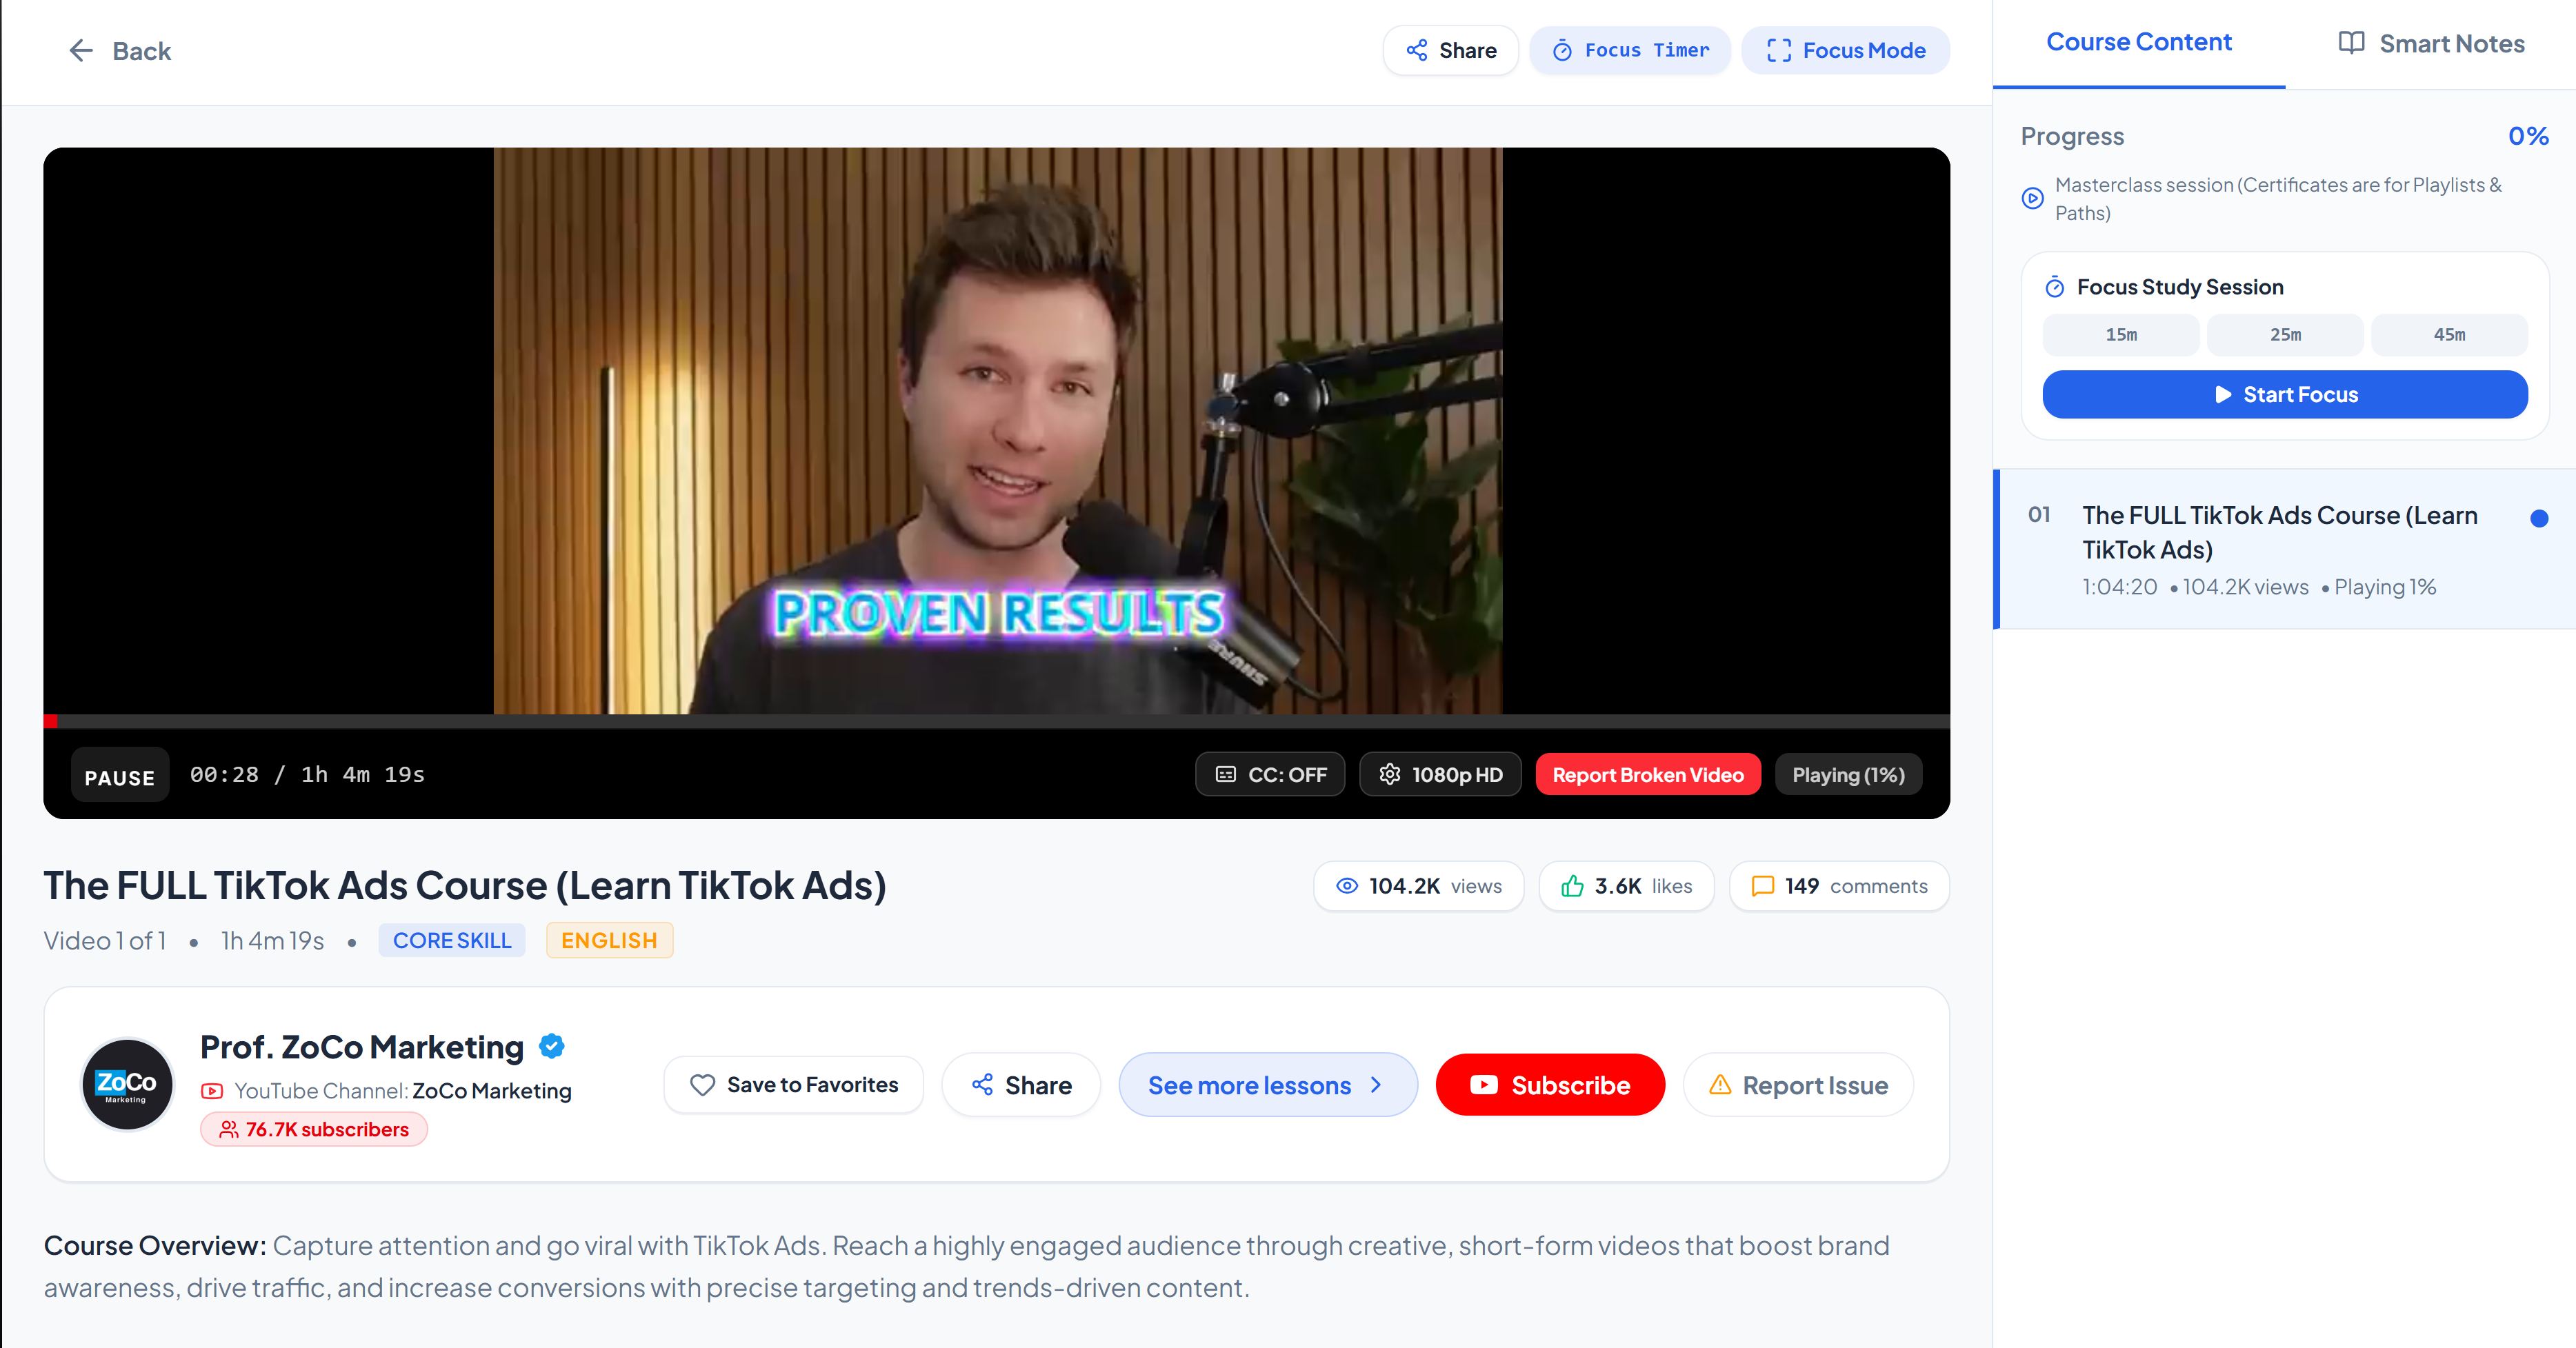 Back
Share
Focus Timer
Focus Mode
Course Content
Smart Notes
Progress
0%
Masterclass session (Certificates are for Playlists &
Paths)
Focus Study Session
15m
25m
45m
Start Focus
01
The FULL TikTok Ads Course (Learn
TikTok Ads)
1:04:20 • 104.2K views • Playing 1%
PROVEN RESULTS
SHURE
PAUSE
00:28 / 1h 4m 19s
CC: OFF
1080p HD
Report Broken Video
Playing (1%)
The FULL TikTok Ads Course (Learn TikTok Ads)
104.2K views
3.6K likes
149 comments
Video 1 of 1 • 1h 4m 19s •
CORE SKILL
ENGLISH
ZoCo
Marketing
Prof. ZoCo Marketing
YouTube Channel: ZoCo Marketing
76.7K subscribers
Save to Favorites
Share
See more lessons
Subscribe
Report Issue
Course Overview: Capture attention and go viral with TikTok Ads. Reach a highly engaged audience through creative, short-form videos that boost brand
awareness, drive traffic, and increase conversions with precise targeting and trends-driven content.